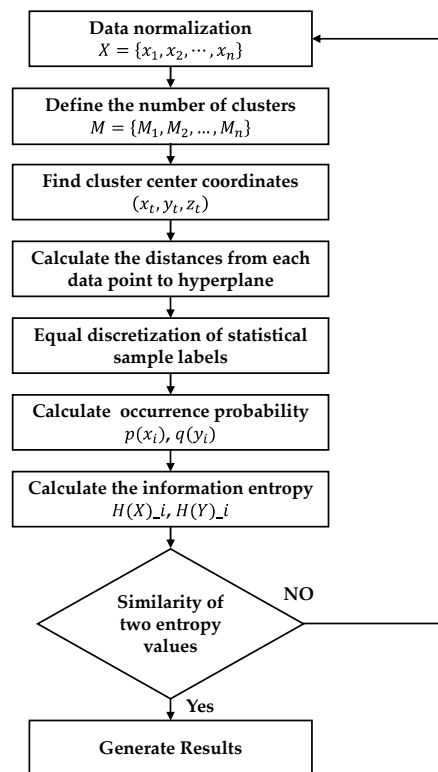 Data normalization
X = {x₁, x₂, ⋯, xₙ}
Define the number of clusters
M = {M₁, M₂, …, Mₙ}
Find cluster center coordinates
(xₜ, yₜ, zₜ)
Calculate the distances from each
data point to hyperplane
Equal discretization of statistical
sample labels
Calculate occurrence probability
p(xᵢ), q(yᵢ)
Calculate the information entropy
H(X)_i, H(Y)_i
Similarity of
two entropy
values
NO
Yes
Generate Results